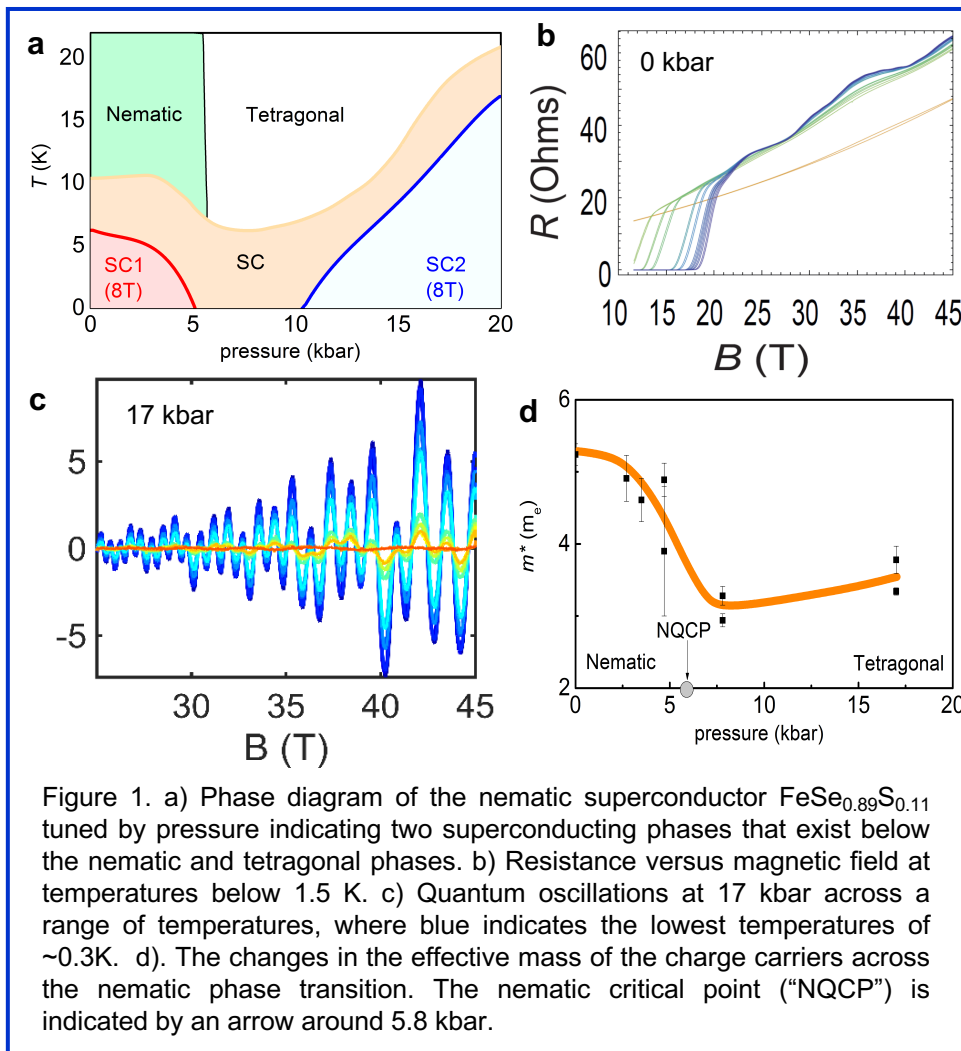 a
20
15
10
5
0
T (K)
Nematic
Tetragonal
SC1
(8T)
SC
SC2
(8T)
0 5 10 15 20
pressure (kbar)
b
0 kbar
60
40
20
0
R (Ohms)
10 15 20 25 30 35 40 45
B (T)
c
17 kbar
5
0
-5
30 35 40 45
B (T)
d
6
4
2
m* (mₑ)
NQCP
Nematic
Tetragonal
0 5 10 15 20
pressure (kbar)
Figure 1. a) Phase diagram of the nematic superconductor FeSe₀.₈₉S₀.₁₁
tuned by pressure indicating two superconducting phases that exist below
the nematic and tetragonal phases. b) Resistance versus magnetic field at
temperatures below 1.5 K. c) Quantum oscillations at 17 kbar across a
range of temperatures, where blue indicates the lowest temperatures of
~0.3K. d). The changes in the effective mass of the charge carriers across
the nematic phase transition. The nematic critical point (“NQCP”) is
indicated by an arrow around 5.8 kbar.